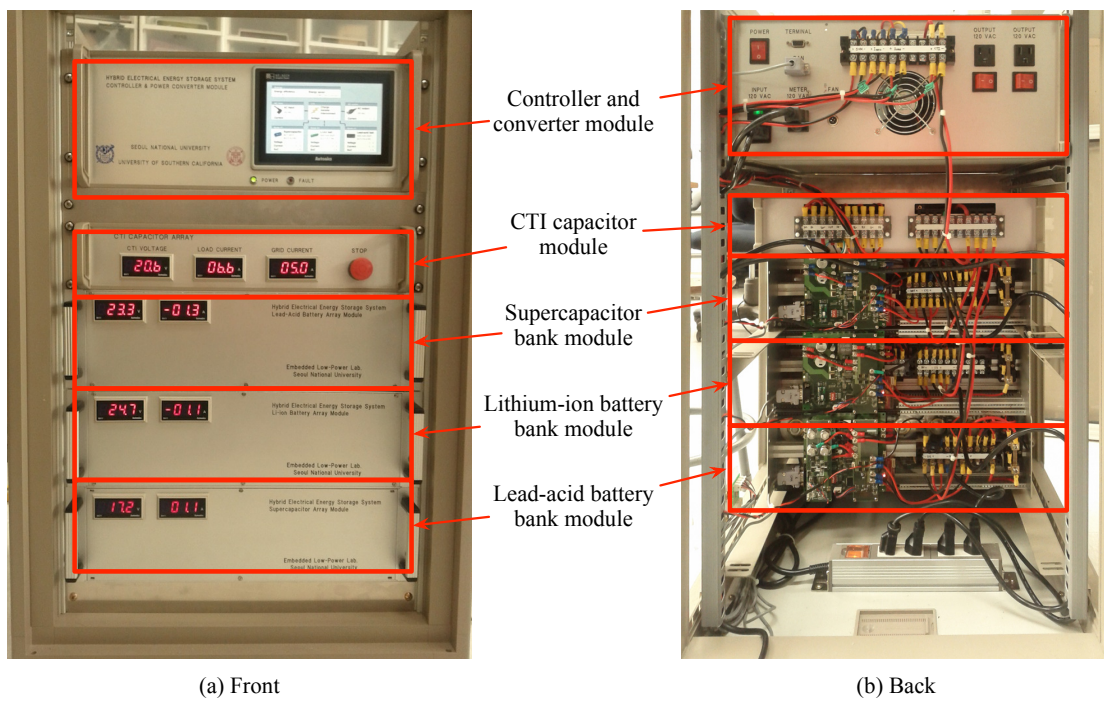 HYBRID ELECTRICAL ENERGY STORAGE SYSTEM
CONTROLLER & POWER CONVERTER MODULE
SEOUL NATIONAL UNIVERSITY
UNIVERSITY OF SOUTHERN CALIFORNIA
POWER FAULT
CTI CAPACITOR ARRAY
CTI VOLTAGE LOAD CURRENT GRID CURRENT STOP
20.6 06.6 05.0
23.3 -01.3
Hybrid Electrical Energy Storage System
Lead-Acid Battery Array Module
Embedded Low-Power Lab.
Seoul National University
24.7 -01.1
Hybrid Electrical Energy Storage System
Li-Ion Battery Array Module
Embedded Low-Power Lab.
Seoul National University
17.2 01.1
Hybrid Electrical Energy Storage System
Supercapacitor Array Module
Embedded Low-Power Lab.
Seoul National University
Controller and
converter module
CTI capacitor
module
Supercapacitor
bank module
Lithium-ion battery
bank module
Lead-acid battery
bank module
POWER TERMINAL
OUTPUT
120 VAC
OUTPUT
120 VAC
INPUT
120 VAC
METER
120 VAC
FAN
(a) Front
(b) Back